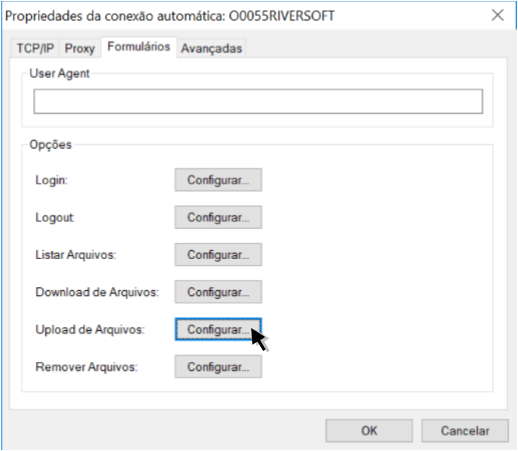 Propriedades da conexão automática: O0055RIVERSOFT
TCP/IP Proxy Formulários Avançadas
User Agent
Opções
Login: Configurar...
Logout: Configurar...
Listar Arquivos: Configurar...
Download de Arquivos: Configurar...
Upload de Arquivos: Configurar...
Remover Arquivos: Configurar...
OK Cancelar